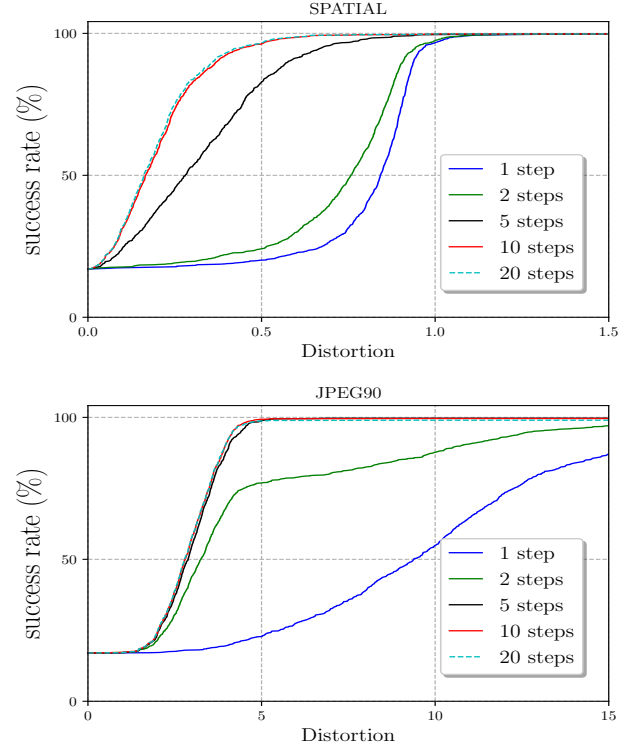 SPATIAL
success rate (%)
100
50
0
0.0
0.5
1.0
1.5
Distortion
1 step
2 steps
5 steps
10 steps
20 steps
JPEG90
success rate (%)
100
50
0
0
5
10
15
Distortion
1 step
2 steps
5 steps
10 steps
20 steps